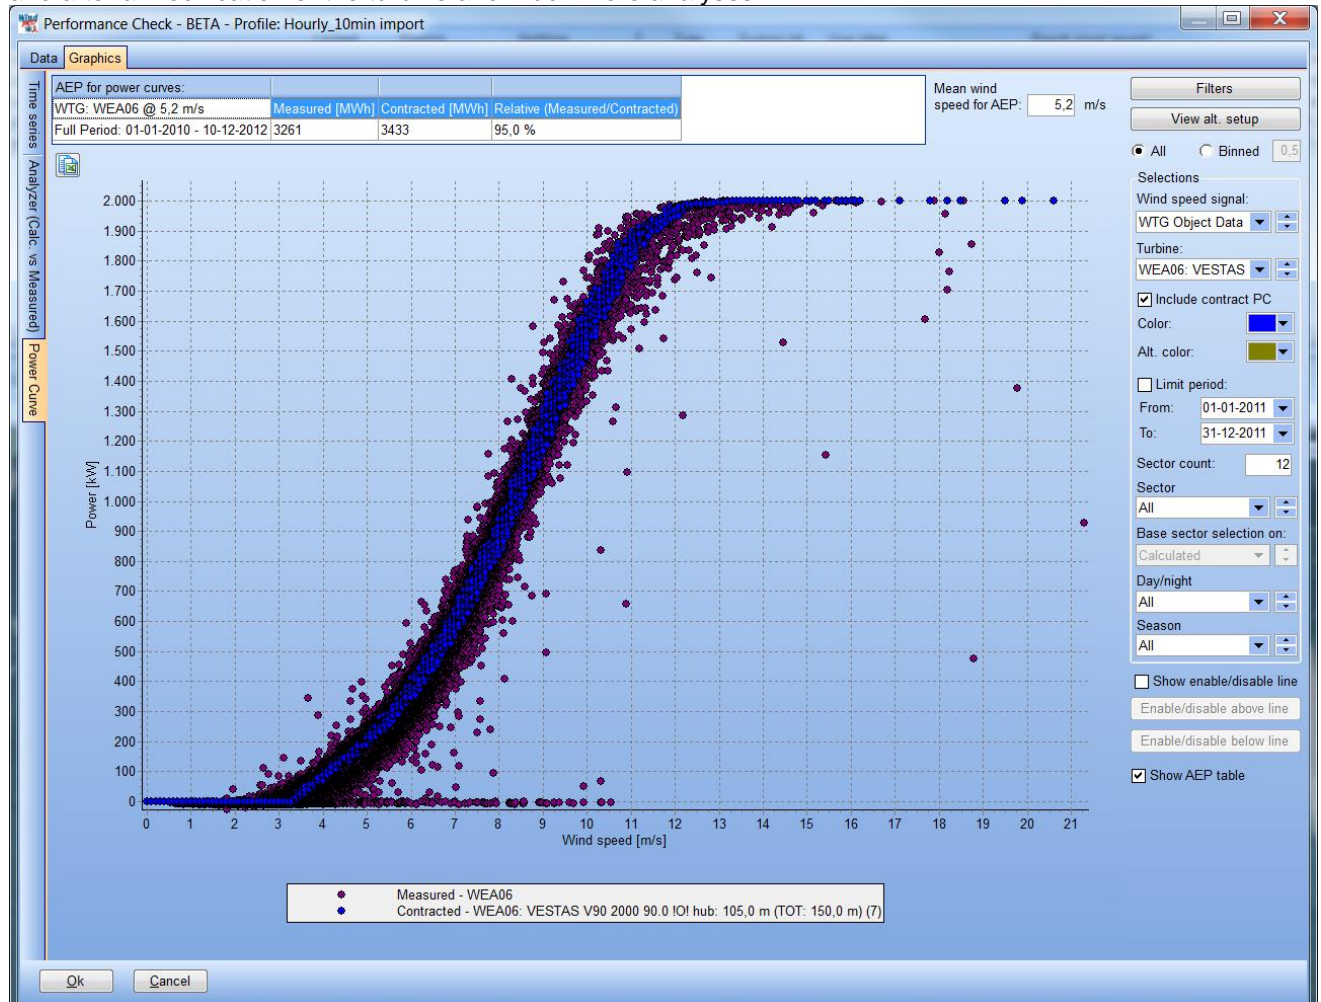 Performance Check - BETA - Profile: Hourly_10min import
Data Graphics
AEP for power curves:
WTG: WEA06 @ 5,2 m/s Measured [MWh] Contracted [MWh] Relative (Measured/Contracted)
Full Period: 01-01-2010 - 10-12-2012 3261 3433 95,0 %
Mean wind
speed for AEP: 5,2 m/s
Time series
Analyzer (Calc. vs Measured)
Power Curve
Filters
View alt. setup
All Binned 0,5
Selections
Wind speed signal:
WTG Object Data
Turbine:
WEA06: VESTAS
Include contract PC
Color:
Alt. color:
Limit period:
From: 01-01-2011
To: 31-12-2011
Sector count: 12
Sector
All
Base sector selection on:
Calculated
Day/night
All
Season
All
Show enable/disable line
Enable/disable above line
Enable/disable below line
Show AEP table
2.000
1.900
1.800
1.700
1.600
1.500
1.400
1.300
1.200
1.100
1.000
900
800
700
600
500
400
300
200
100
0
Power [kW]
0 1 2 3 4 5 6 7 8 9 10 11 12 13 14 15 16 17 18 19 20 21
Wind speed [m/s]
Measured - WEA06
Contracted - WEA06: VESTAS V90 2000 90.0 !O! hub: 105,0 m (TOT: 150,0 m) (7)
Ok Cancel